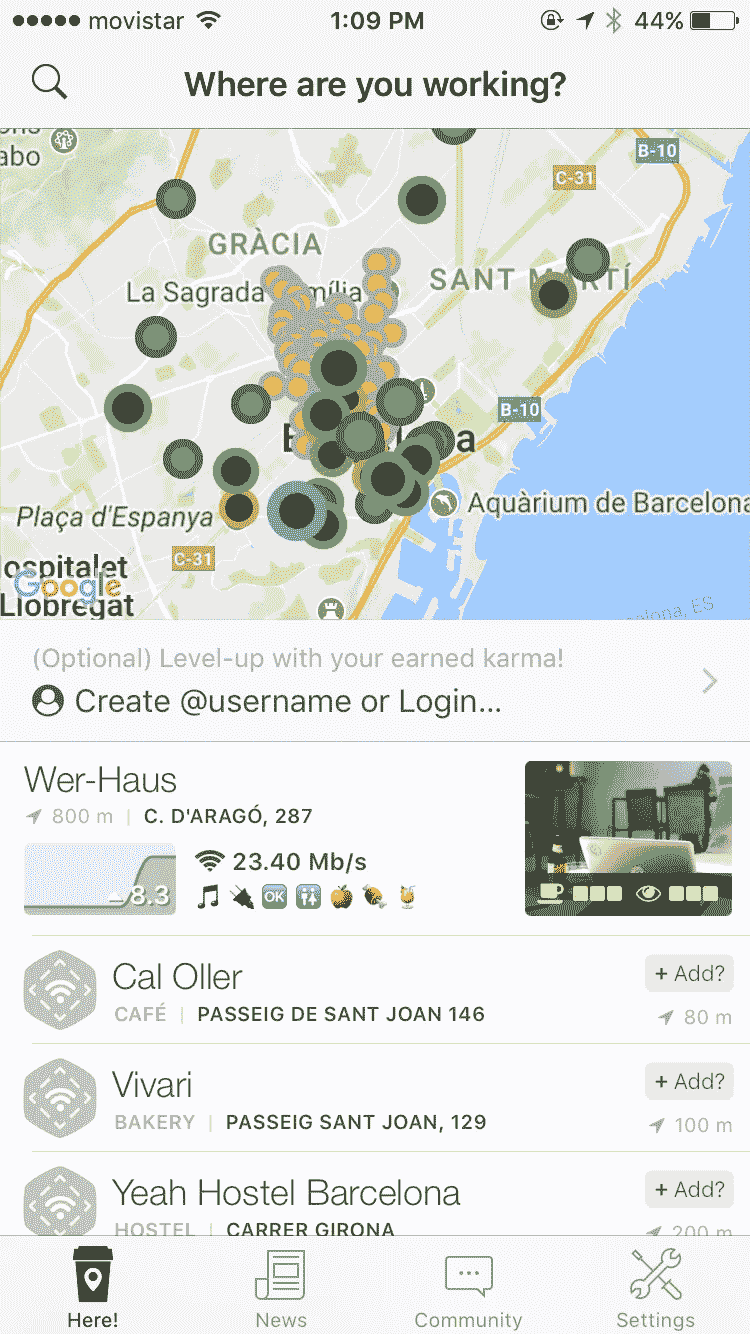 movistar 1:09 PM 44%
Where are you working?
abo
B-10
C-31
GRÀCIA
La Sagrada Família
SANT MARTÍ
B-10
Plaça d'Espanya
Aquàrium de Barcelona
C-31
lospitalet
Llobregat
Google
elona, ES
(Optional) Level-up with your earned karma!
Create @username or Login...
Wer-Haus
800 m | C. D'ARAGÓ, 287
23.40 Mb/s
8.3
OK
Cal Oller
+ Add?
CAFÉ | PASSEIG DE SANT JOAN 146
80 m
Vivari
+ Add?
BAKERY | PASSEIG SANT JOAN, 129
100 m
Yeah Hostel Barcelona
+ Add?
HOSTEL | CARRER GIRONA
200 m
Here! News Community Settings